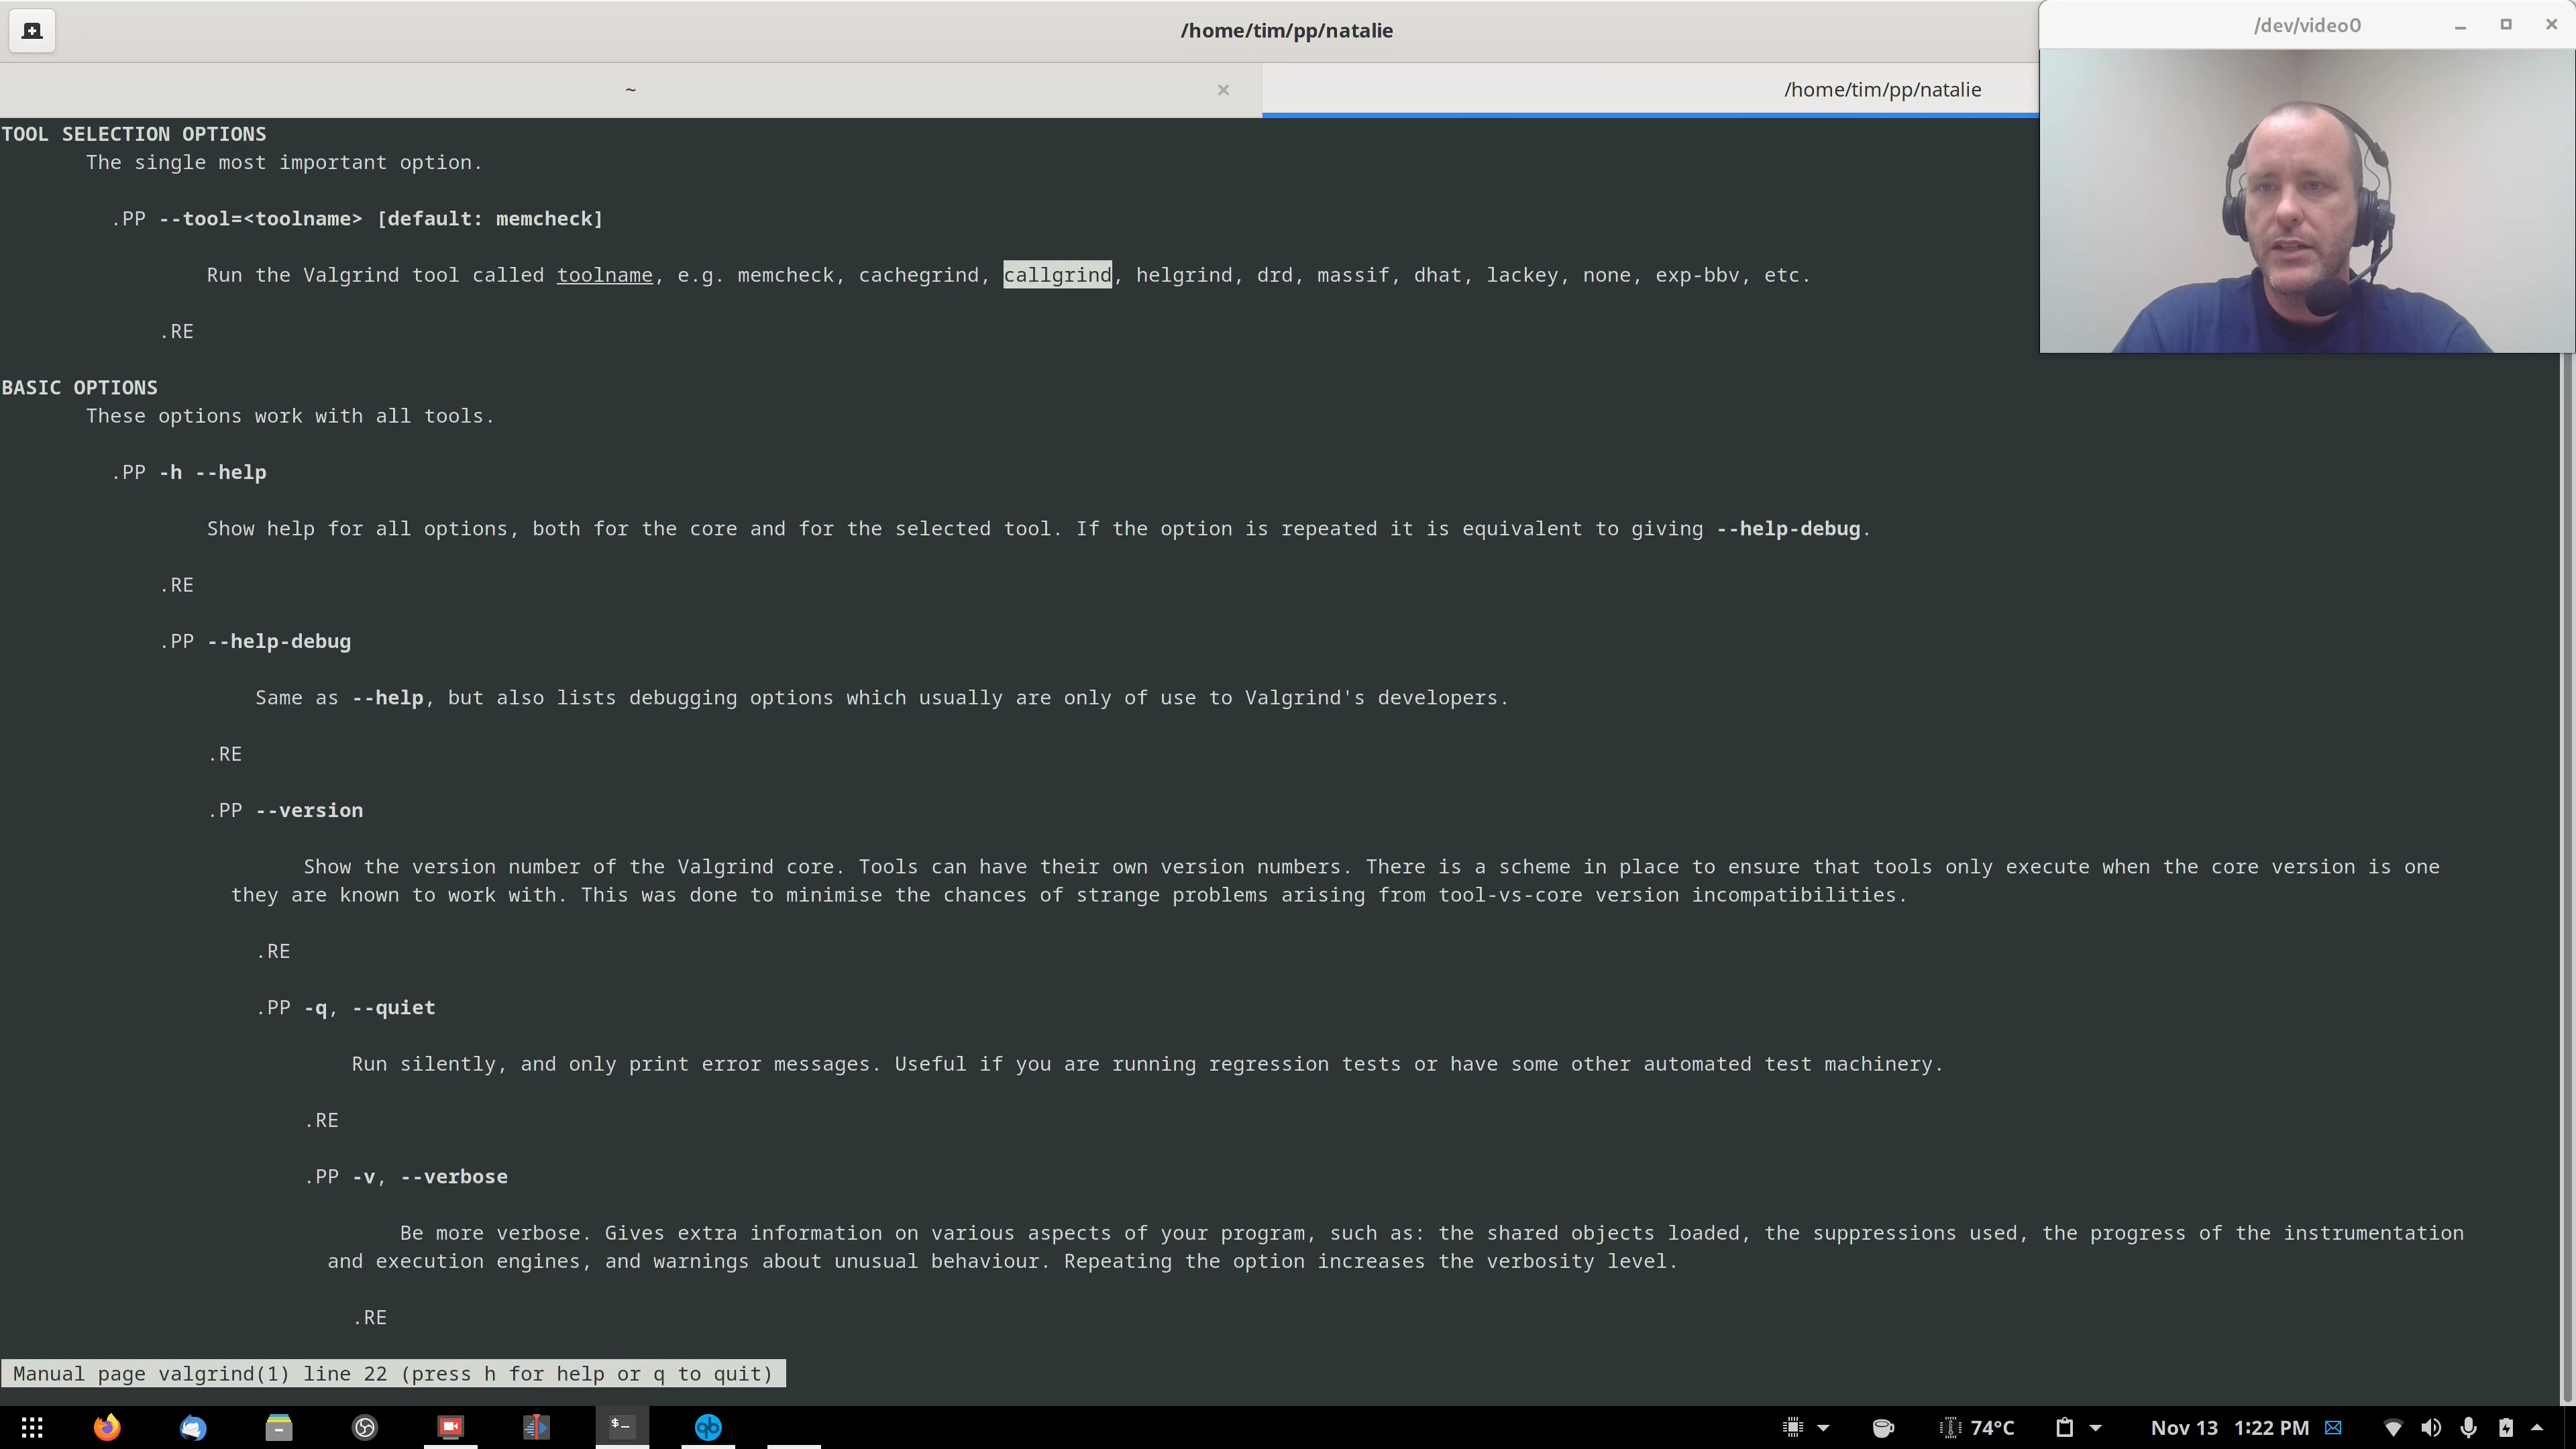 /home/tim/pp/natalie
/dev/video0
~
/home/tim/pp/natalie
TOOL SELECTION OPTIONS
The single most important option.
.PP --tool=<toolname> [default: memcheck]
Run the Valgrind tool called toolname, e.g. memcheck, cachegrind, callgrind, helgrind, drd, massif, dhat, lackey, none, exp-bbv, etc.
.RE
BASIC OPTIONS
These options work with all tools.
.PP -h --help
Show help for all options, both for the core and for the selected tool. If the option is repeated it is equivalent to giving --help-debug.
.RE
.PP --help-debug
Same as --help, but also lists debugging options which usually are only of use to Valgrind's developers.
.RE
.PP --version
Show the version number of the Valgrind core. Tools can have their own version numbers. There is a scheme in place to ensure that tools only execute when the core version is one
they are known to work with. This was done to minimise the chances of strange problems arising from tool-vs-core version incompatibilities.
.RE
.PP -q, --quiet
Run silently, and only print error messages. Useful if you are running regression tests or have some other automated test machinery.
.RE
.PP -v, --verbose
Be more verbose. Gives extra information on various aspects of your program, such as: the shared objects loaded, the suppressions used, the progress of the instrumentation
and execution engines, and warnings about unusual behaviour. Repeating the option increases the verbosity level.
.RE
Manual page valgrind(1) line 22 (press h for help or q to quit)
$_ qb 74°C Nov 13 1:22 PM